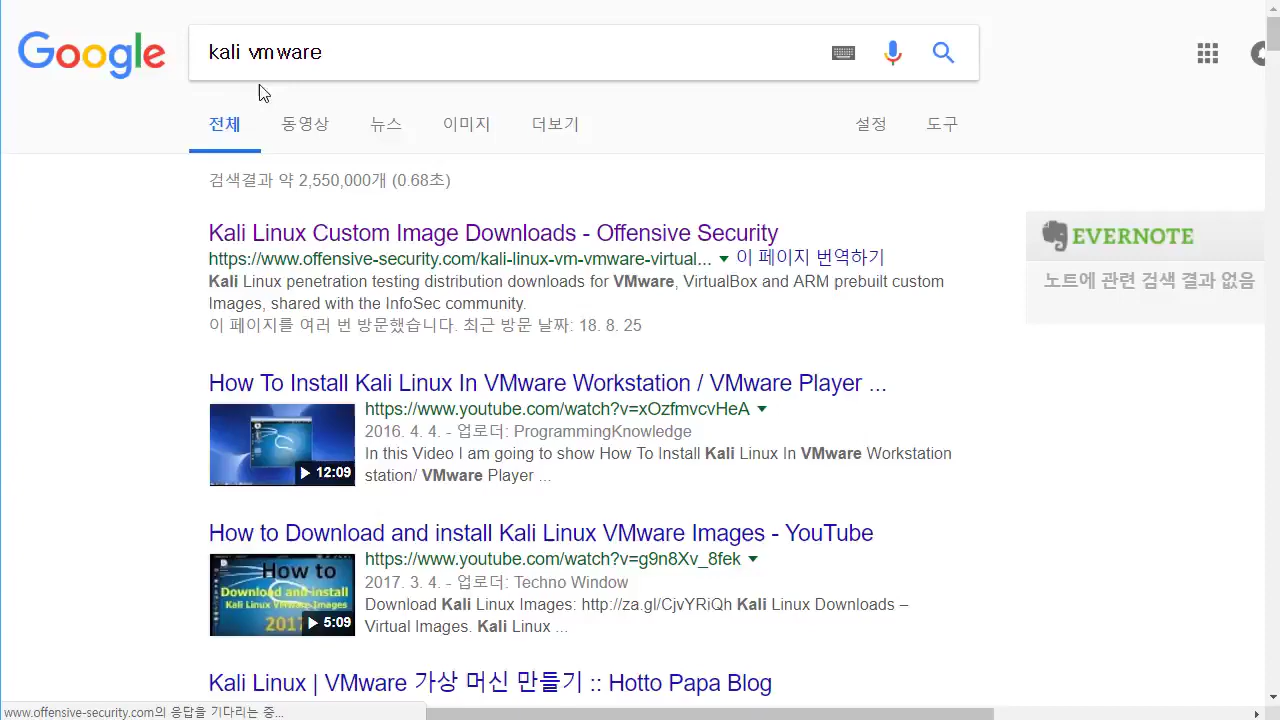 Google
kali vmware
전체 동영상 뉴스 이미지 더보기 설정 도구
검색결과 약 2,550,000개 (0.68초)
Kali Linux Custom Image Downloads - Offensive Security
https://www.offensive-security.com/kali-linux-vm-vmware-virtual... 이 페이지 번역하기
Kali Linux penetration testing distribution downloads for VMware, VirtualBox and ARM prebuilt custom
Images, shared with the InfoSec community.
이 페이지를 여러 번 방문했습니다. 최근 방문 날짜: 18. 8. 25
EVERNOTE
노트에 관련 검색 결과 없음
How To Install Kali Linux In VMware Workstation / VMware Player ...
https://www.youtube.com/watch?v=xOzfmvcvHeA
2016. 4. 4. - 업로더: ProgrammingKnowledge
In this Video I am going to show How To Install Kali Linux In VMware Workstation
station/ VMware Player ...
12:09
How to Download and install Kali Linux VMware Images - YouTube
https://www.youtube.com/watch?v=g9n8Xv_8fek
2017. 3. 4. - 업로더: Techno Window
Download Kali Linux Images: http://za.gl/CjvYRiQh Kali Linux Downloads –
Virtual Images. Kali Linux ...
How to
Download and install
Kali Linux VMware Images
2017
5:09
Kali Linux | VMware 가상 머신 만들기 :: Hotto Papa Blog
www.offensive-security.com의 응답을 기다리는 중...